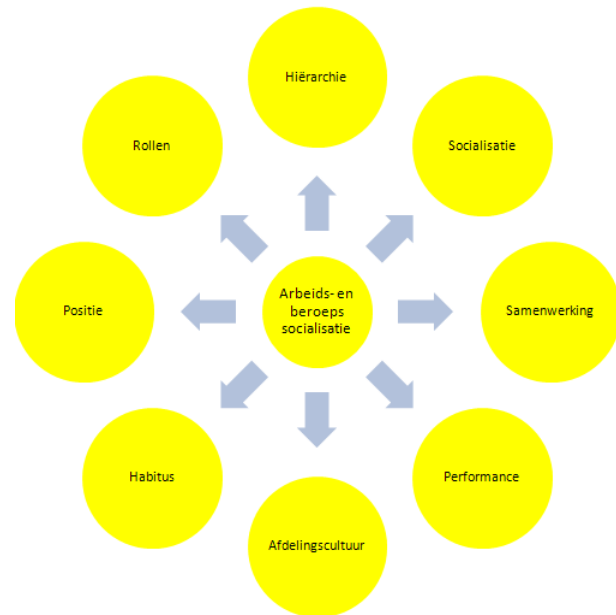 Hiërarchie
Rollen
Socialisatie
Arbeids- en
beroeps
socialisatie
Positie
Samenwerking
Habitus
Performance
Afdelingscultuur